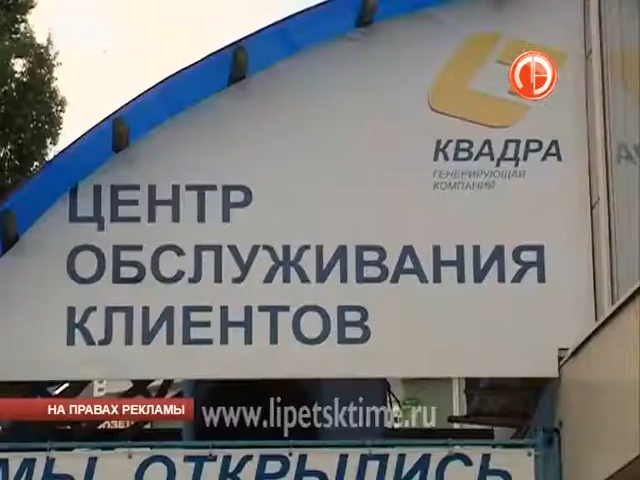 КВАДРА
ГЕНЕРИРУЮЩАЯ
КОМПАНИЯ
ЦЕНТР
ОБСЛУЖИВАНИЯ
КЛИЕНТОВ
НА ПРАВАХ РЕКЛАМЫ
www.lipetsktime.ru
МЫ ОТКРЫЛИСЬ